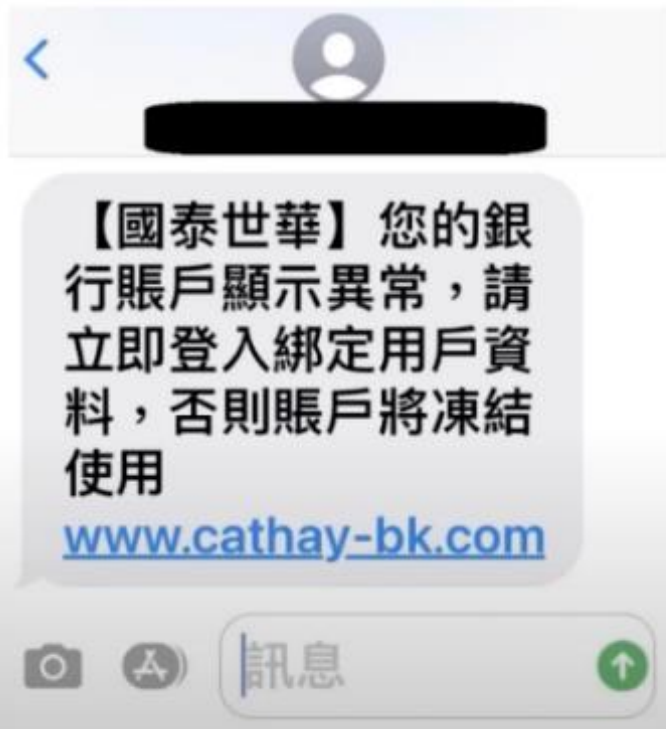 【國泰世華】您的銀
行賬戶顯示異常，請
立即登入綁定用戶資
料，否則賬戶將凍結
使用
www.cathay-bk.com
訊息